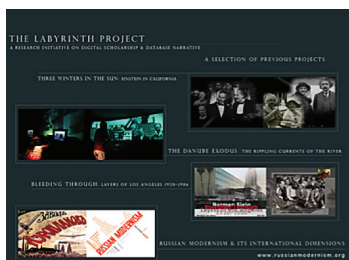 THE LABYRINTH PROJECT
A RESEARCH INITIATIVE ON DIGITAL SCHOLARSHIP & DATABASE NARRATIVE
A SELECTION OF PREVIOUS PROJECTS:
THREE WINTERS IN THE SUN: EINSTEIN IN CALIFORNIA
THE DANUBE EXODUS: THE RIPPLING CURRENTS OF THE RIVER
BLEEDING THROUGH: LAYERS OF LOS ANGELES 1920-1986
Norman Klein
RUSSIAN MODERNISM
RUSSIAN MODERNISM & ITS INTERNATIONAL DIMENSIONS
www.russianmodernism.org